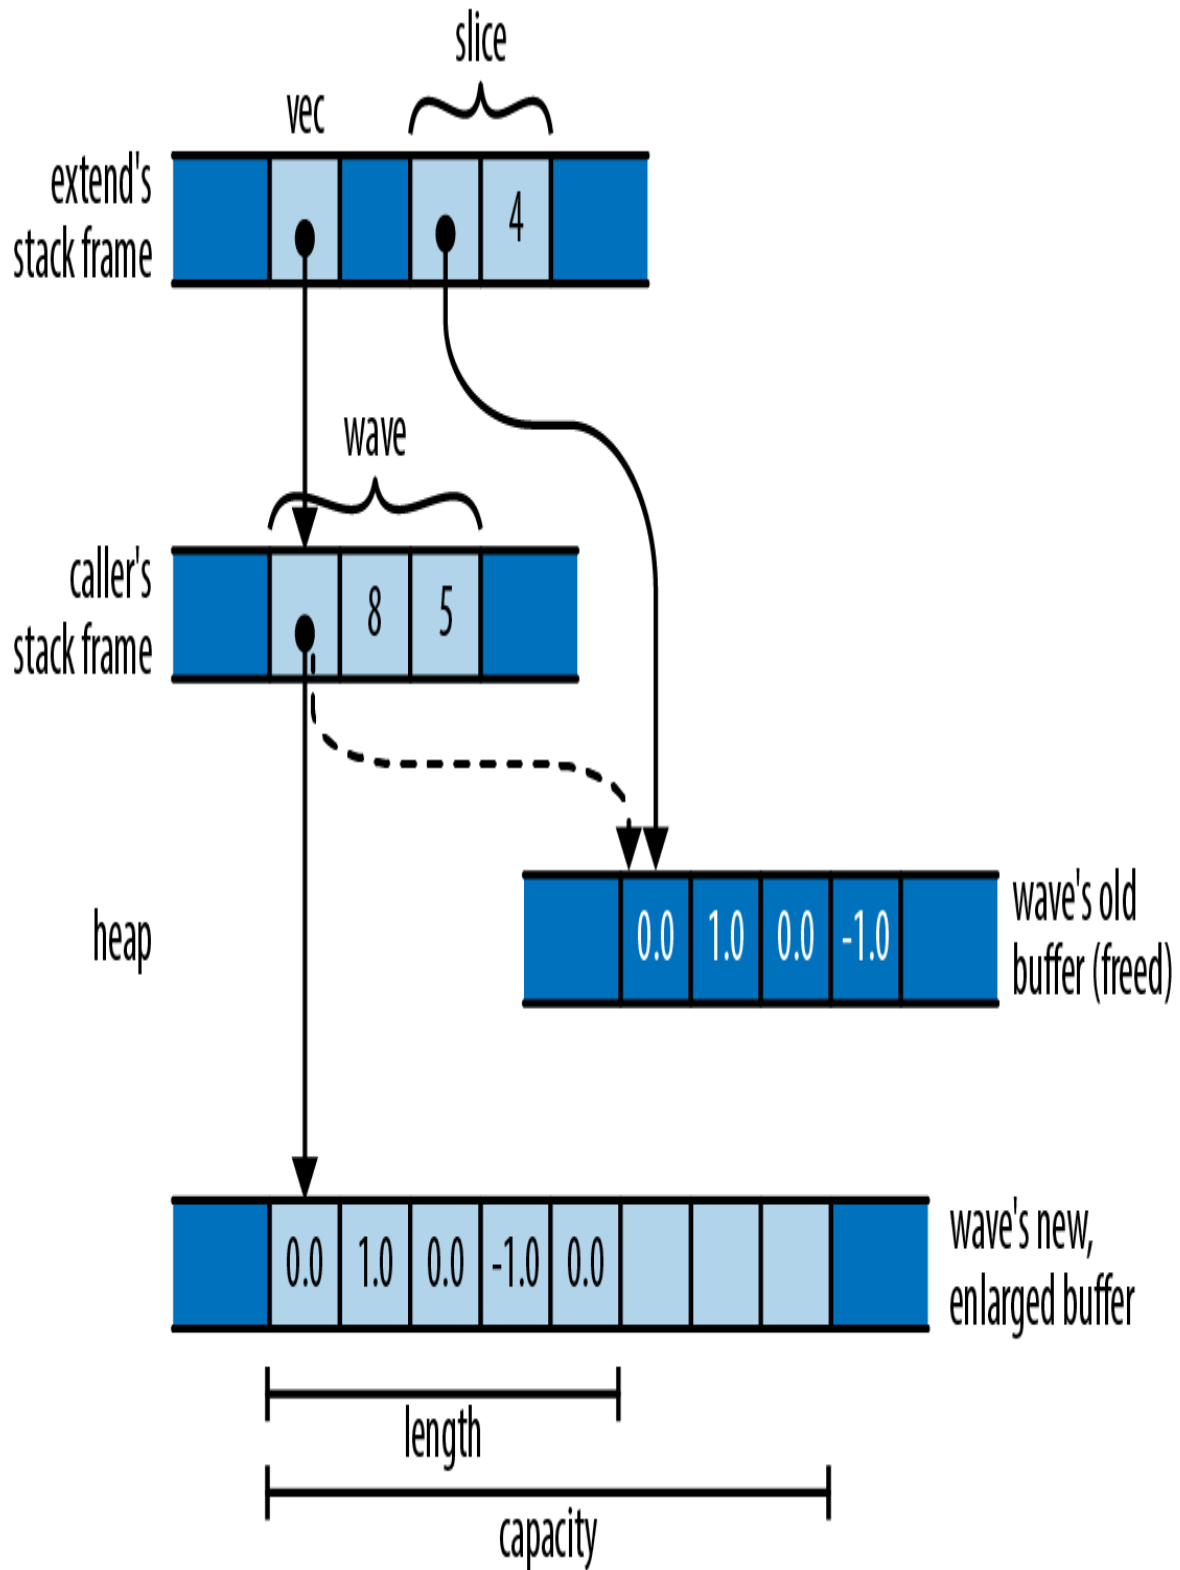 slice
vec
extend's
stack frame
4
wave
caller's
stack frame
8 5
heap
0.0 1.0 0.0 -1.0
wave's old
buffer (freed)
0.0 1.0 0.0 -1.0 0.0
wave's new,
enlarged buffer
length
capacity